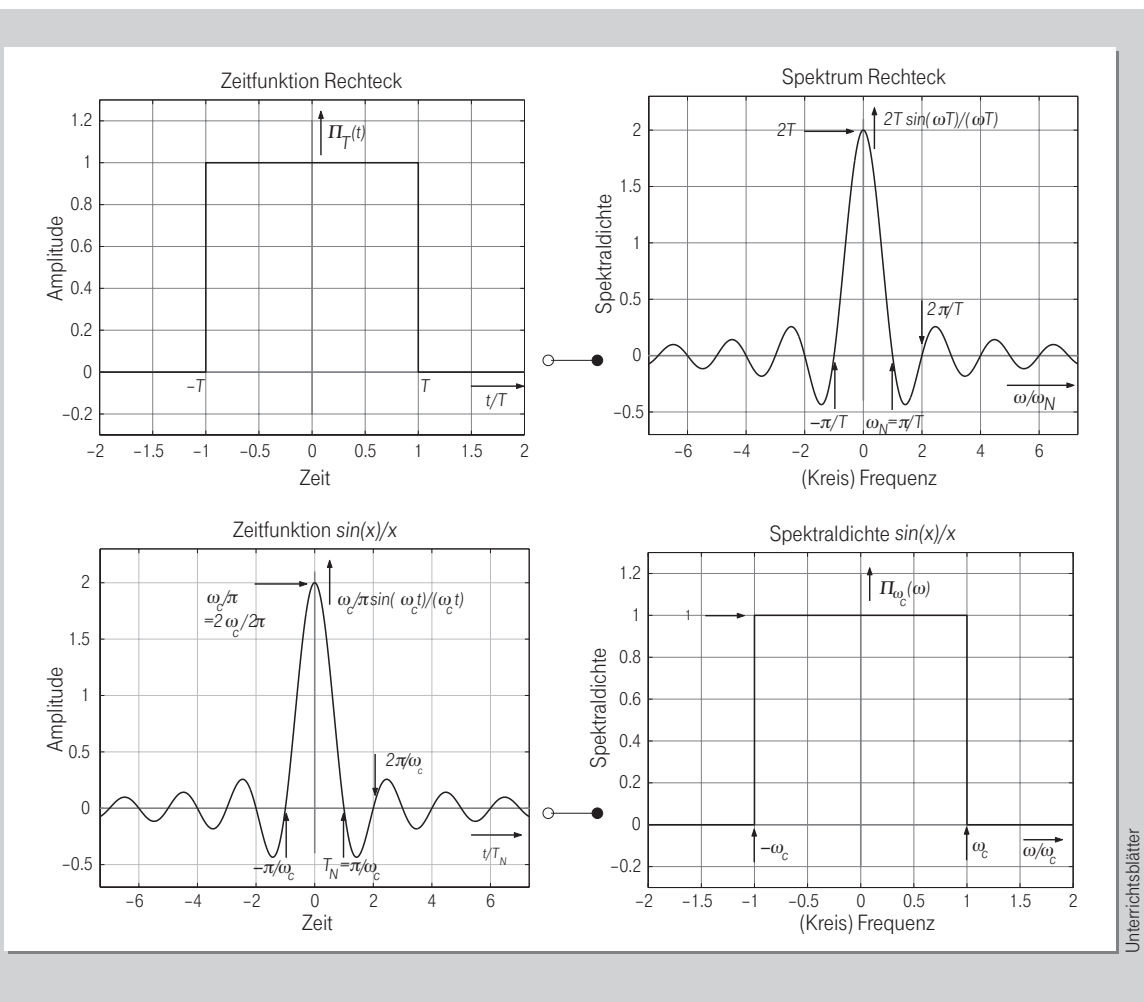 Zeitfunktion Rechteck
1.2
1
0.8
0.6
0.4
0.2
0
−0.2
Amplitude
Π_T(t)
−T
T
t/T
−2 −1.5 −1 −0.5 0 0.5 1 1.5 2
Zeit
Spektrum Rechteck
2
1.5
1
0.5
0
−0.5
Spektraldichte
2T
2T sin(ωT)/(ωT)
2π/T
−π/T
ω_N=π/T
ω/ω_N
−6 −4 −2 0 2 4 6
(Kreis) Frequenz
Zeitfunktion sin(x)/x
2
1.5
1
0.5
0
−0.5
Amplitude
ω_c/π
=2ω_c/2π
ω_c/π sin(ω_c t)/(ω_c t)
2π/ω_c
−π/ω_c
T_N=π/ω_c
t/T_N
−6 −4 −2 0 2 4 6
Zeit
Spektraldichte sin(x)/x
1.2
1
0.8
0.6
0.4
0.2
0
−0.2
Spektraldichte
1
Π_ω_c(ω)
−ω_c
ω_c
ω/ω_c
−2 −1.5 −1 −0.5 0 0.5 1 1.5 2
(Kreis) Frequenz
Unterrichtsblätter